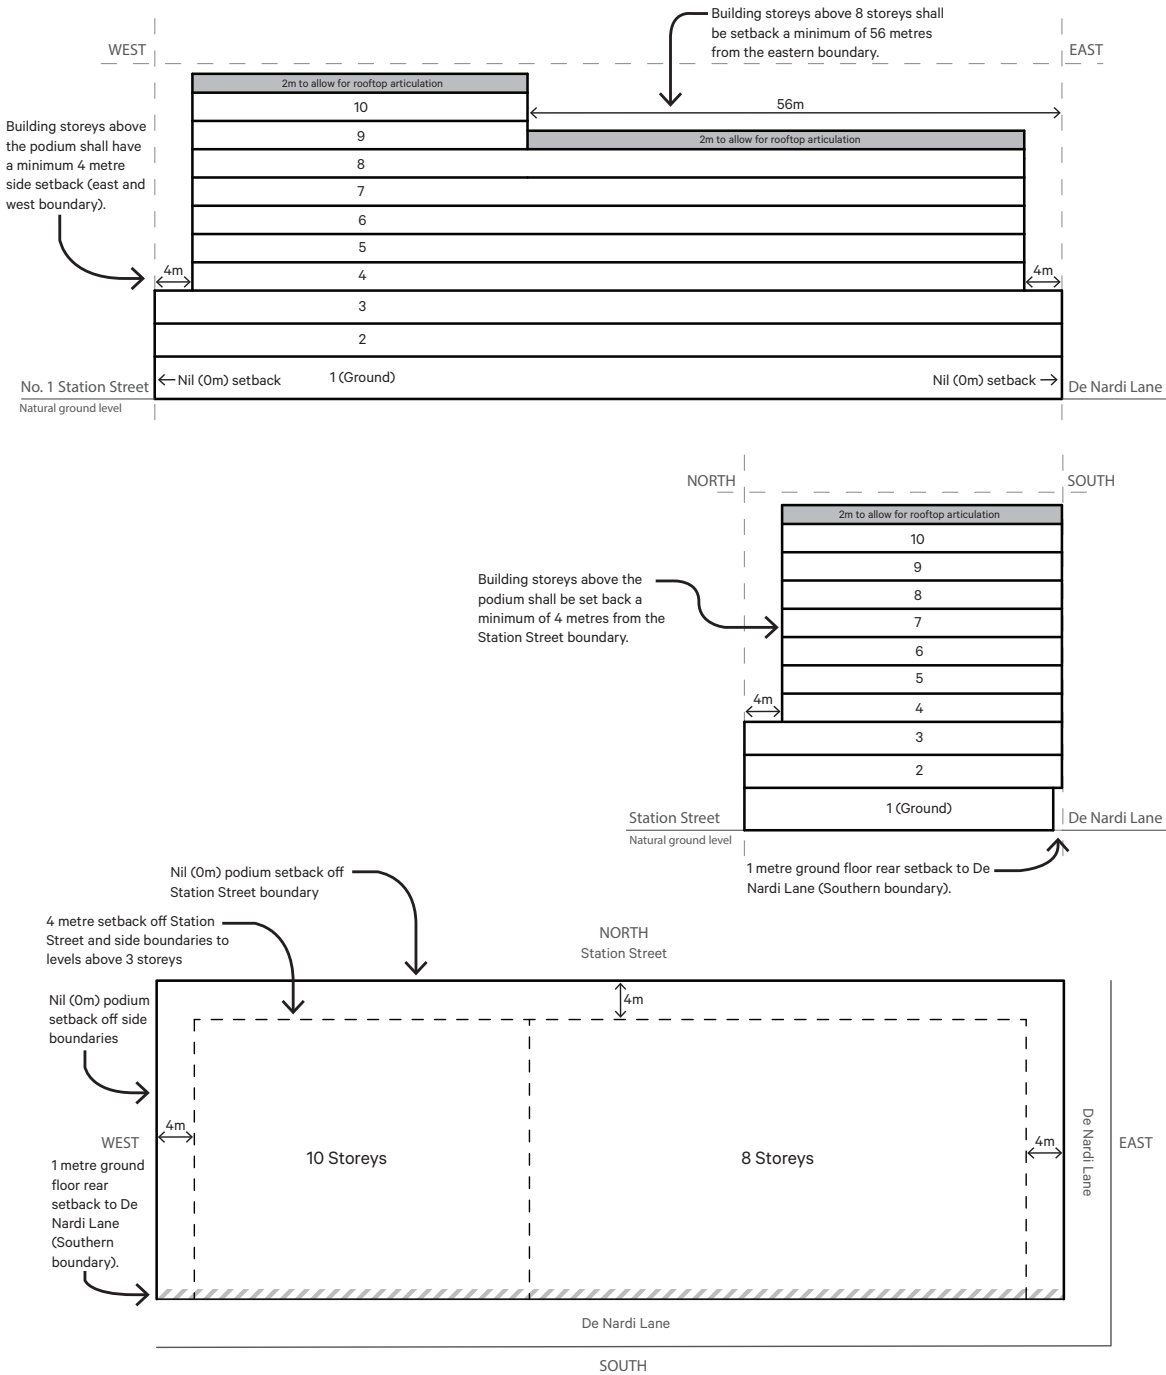 Building storeys above 8 storeys shall
be setback a minimum of 56 metres
from the eastern boundary.
WEST
EAST
2m to allow for rooftop articulation
10
56m
Building storeys above
the podium shall have
a minimum 4 metre
side setback (east and
west boundary).
9
2m to allow for rooftop articulation
8
7
6
5
4m
4
4m
3
2
No. 1 Station Street
Nil (0m) setback
1 (Ground)
Nil (0m) setback
De Nardi Lane
Natural ground level
NORTH
SOUTH
2m to allow for rooftop articulation
10
9
8
Building storeys above the
podium shall be set back a
minimum of 4 metres from the
Station Street boundary.
7
6
5
4m
4
3
2
1 (Ground)
Station Street
De Nardi Lane
Natural ground level
1 metre ground floor rear setback to De
Nardi Lane (Southern boundary).
Nil (0m) podium setback off
Station Street boundary
4 metre setback off Station
Street and side boundaries to
levels above 3 storeys
NORTH
Station Street
Nil (0m) podium
setback off side
boundaries
4m
4m
WEST
10 Storeys
8 Storeys
4m
De Nardi Lane
EAST
1 metre ground
floor rear
setback to De
Nardi Lane
(Southern
boundary).
De Nardi Lane
SOUTH